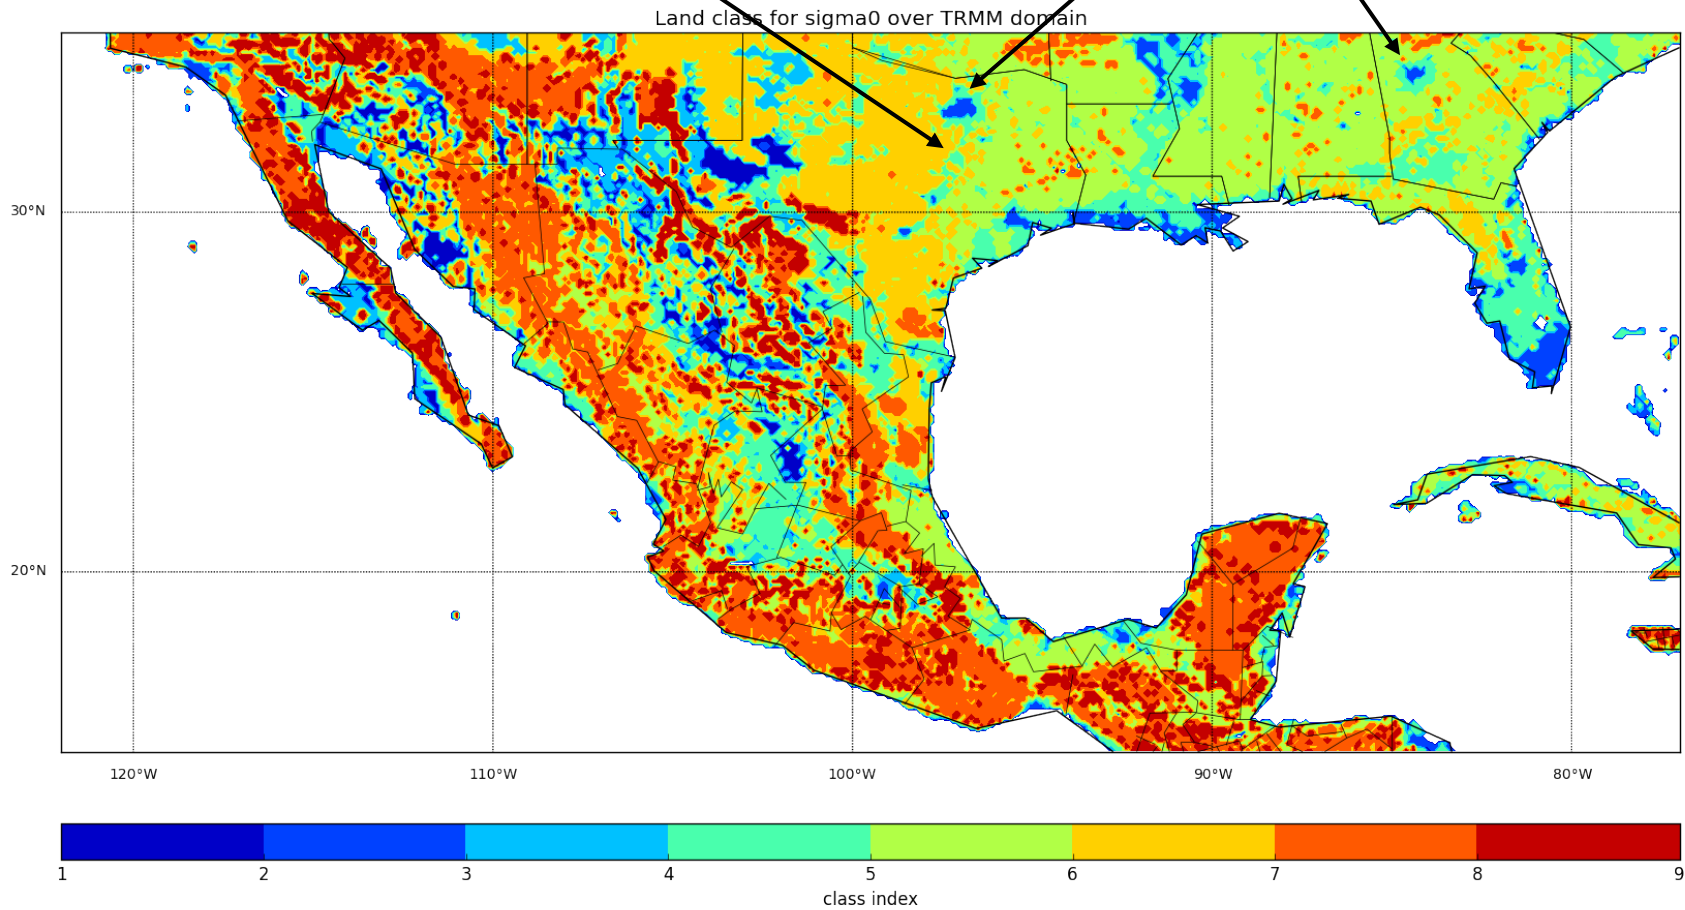 Land class for sigma0 over TRMM domain
30°N
20°N
120°W 110°W 100°W 90°W 80°W
1 2 3 4 5 6 7 8 9
class index